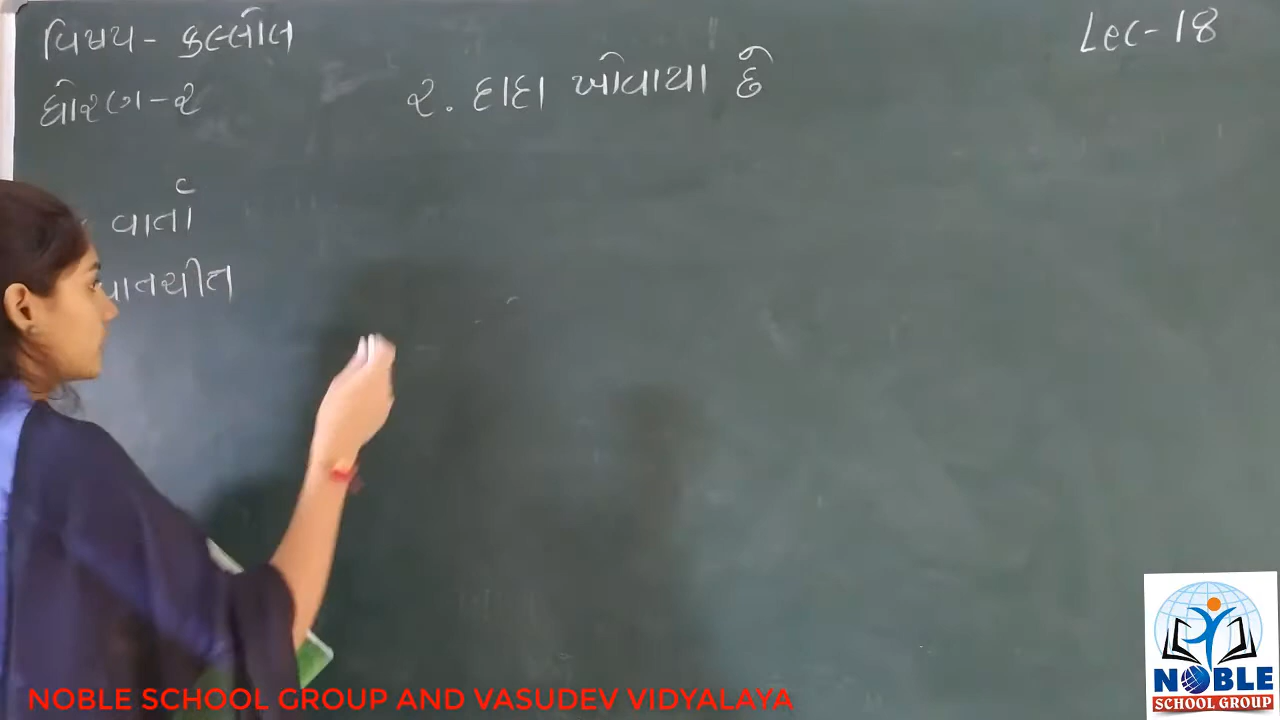 વિષય - કલ્લોલ
Lec-18
ધોરણ - ૨
૨. દાદા ખોવાયા છે
વાર્તા
વાતચીત
NOBLE SCHOOL GROUP AND VASUDEV VIDYALAYA
NOBLE
SCHOOL GROUP